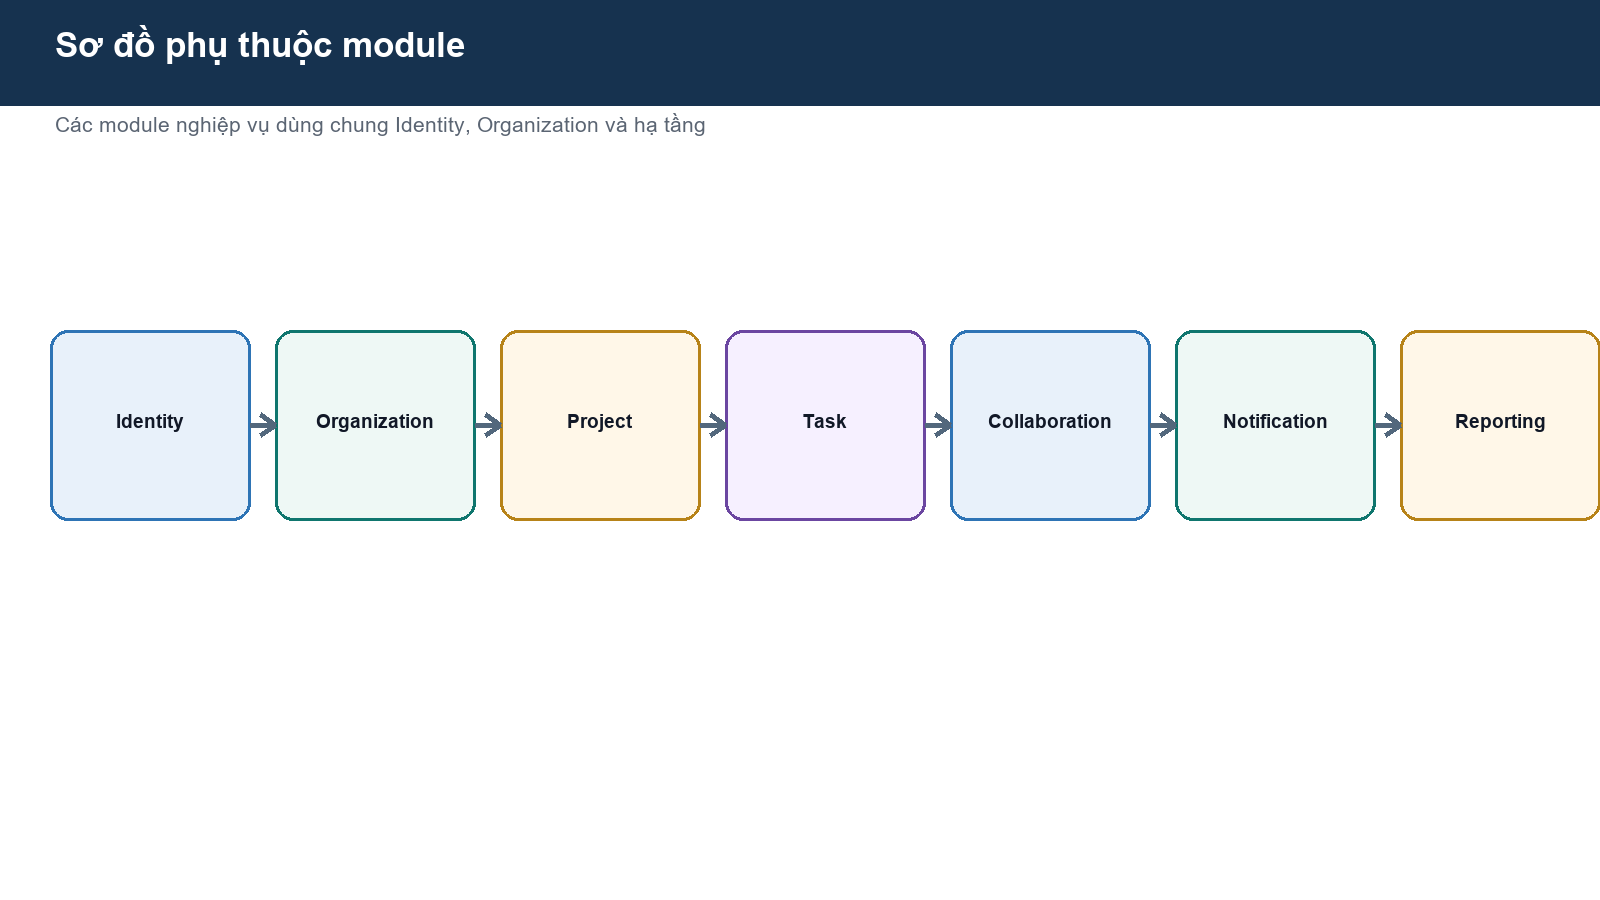 Sơ đồ phụ thuộc module
Các module nghiệp vụ dùng chung Identity, Organization và hạ tầng
Identity
Organization
Project
Task
Collaboration
Notification
Reporting